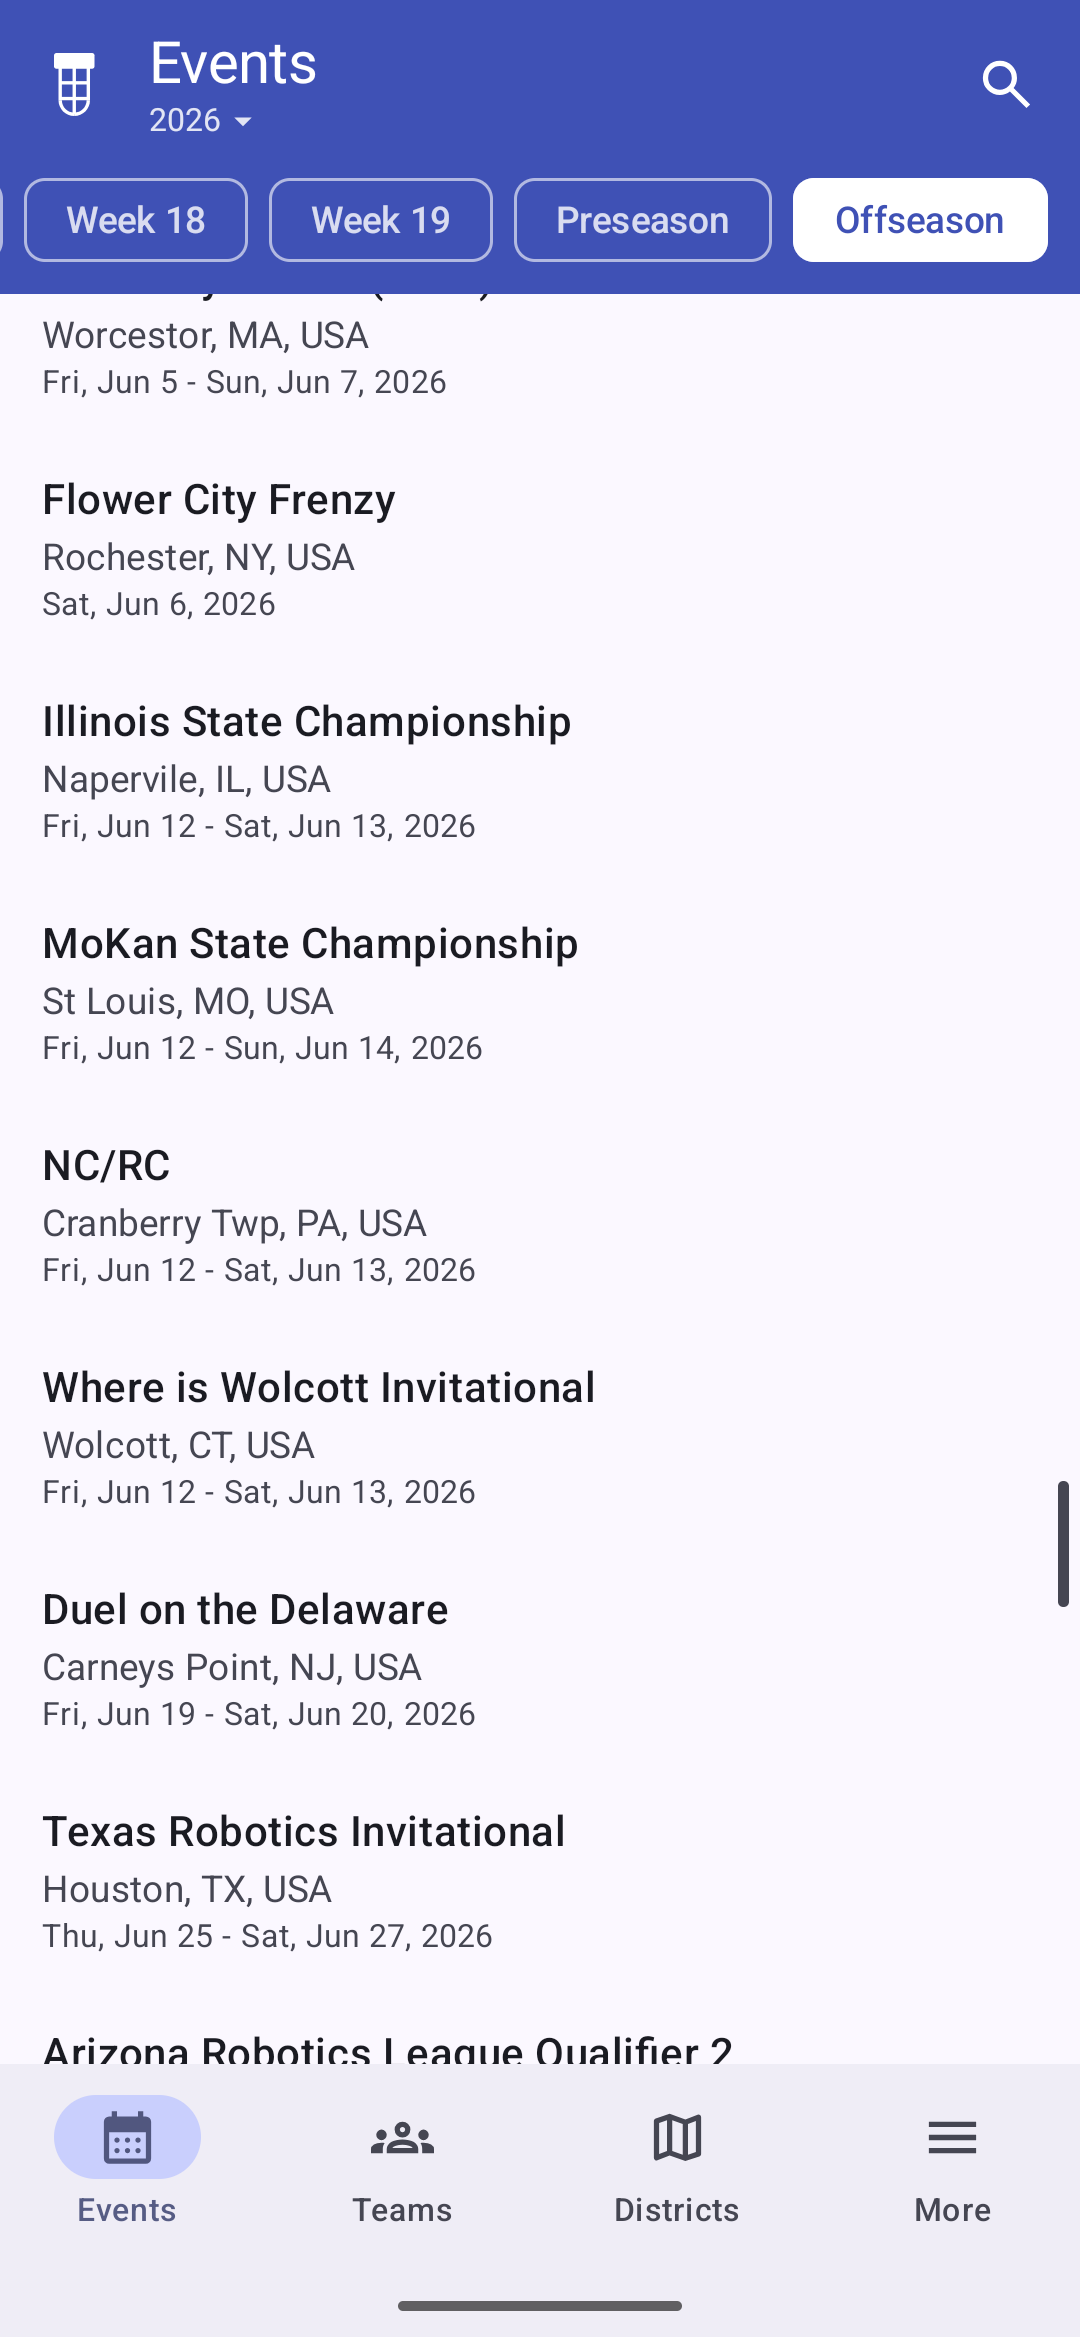 Events
2026
Week 18
Week 19
Preseason
Offseason
Worcestor, MA, USA
Fri, Jun 5 - Sun, Jun 7, 2026
Flower City Frenzy
Rochester, NY, USA
Sat, Jun 6, 2026
Illinois State Championship
Napervile, IL, USA
Fri, Jun 12 - Sat, Jun 13, 2026
MoKan State Championship
St Louis, MO, USA
Fri, Jun 12 - Sun, Jun 14, 2026
NC/RC
Cranberry Twp, PA, USA
Fri, Jun 12 - Sat, Jun 13, 2026
Where is Wolcott Invitational
Wolcott, CT, USA
Fri, Jun 12 - Sat, Jun 13, 2026
Duel on the Delaware
Carneys Point, NJ, USA
Fri, Jun 19 - Sat, Jun 20, 2026
Texas Robotics Invitational
Houston, TX, USA
Thu, Jun 25 - Sat, Jun 27, 2026
Arizona Robotics League Qualifier 2
Events
Teams
Districts
More